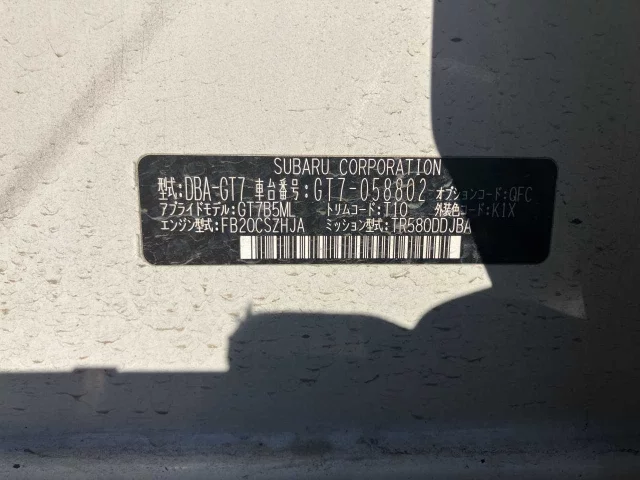 SUBARU CORPORATION
型式:DBA-GT7 車台番号:GT7-058802 オプションコード:QFC
アプライドモデル:GT7B5ML トリムコード:T10 外装色コード:K1X
エンジン型式:FB20CSZHJA ミッション型式:TR580DDJBA